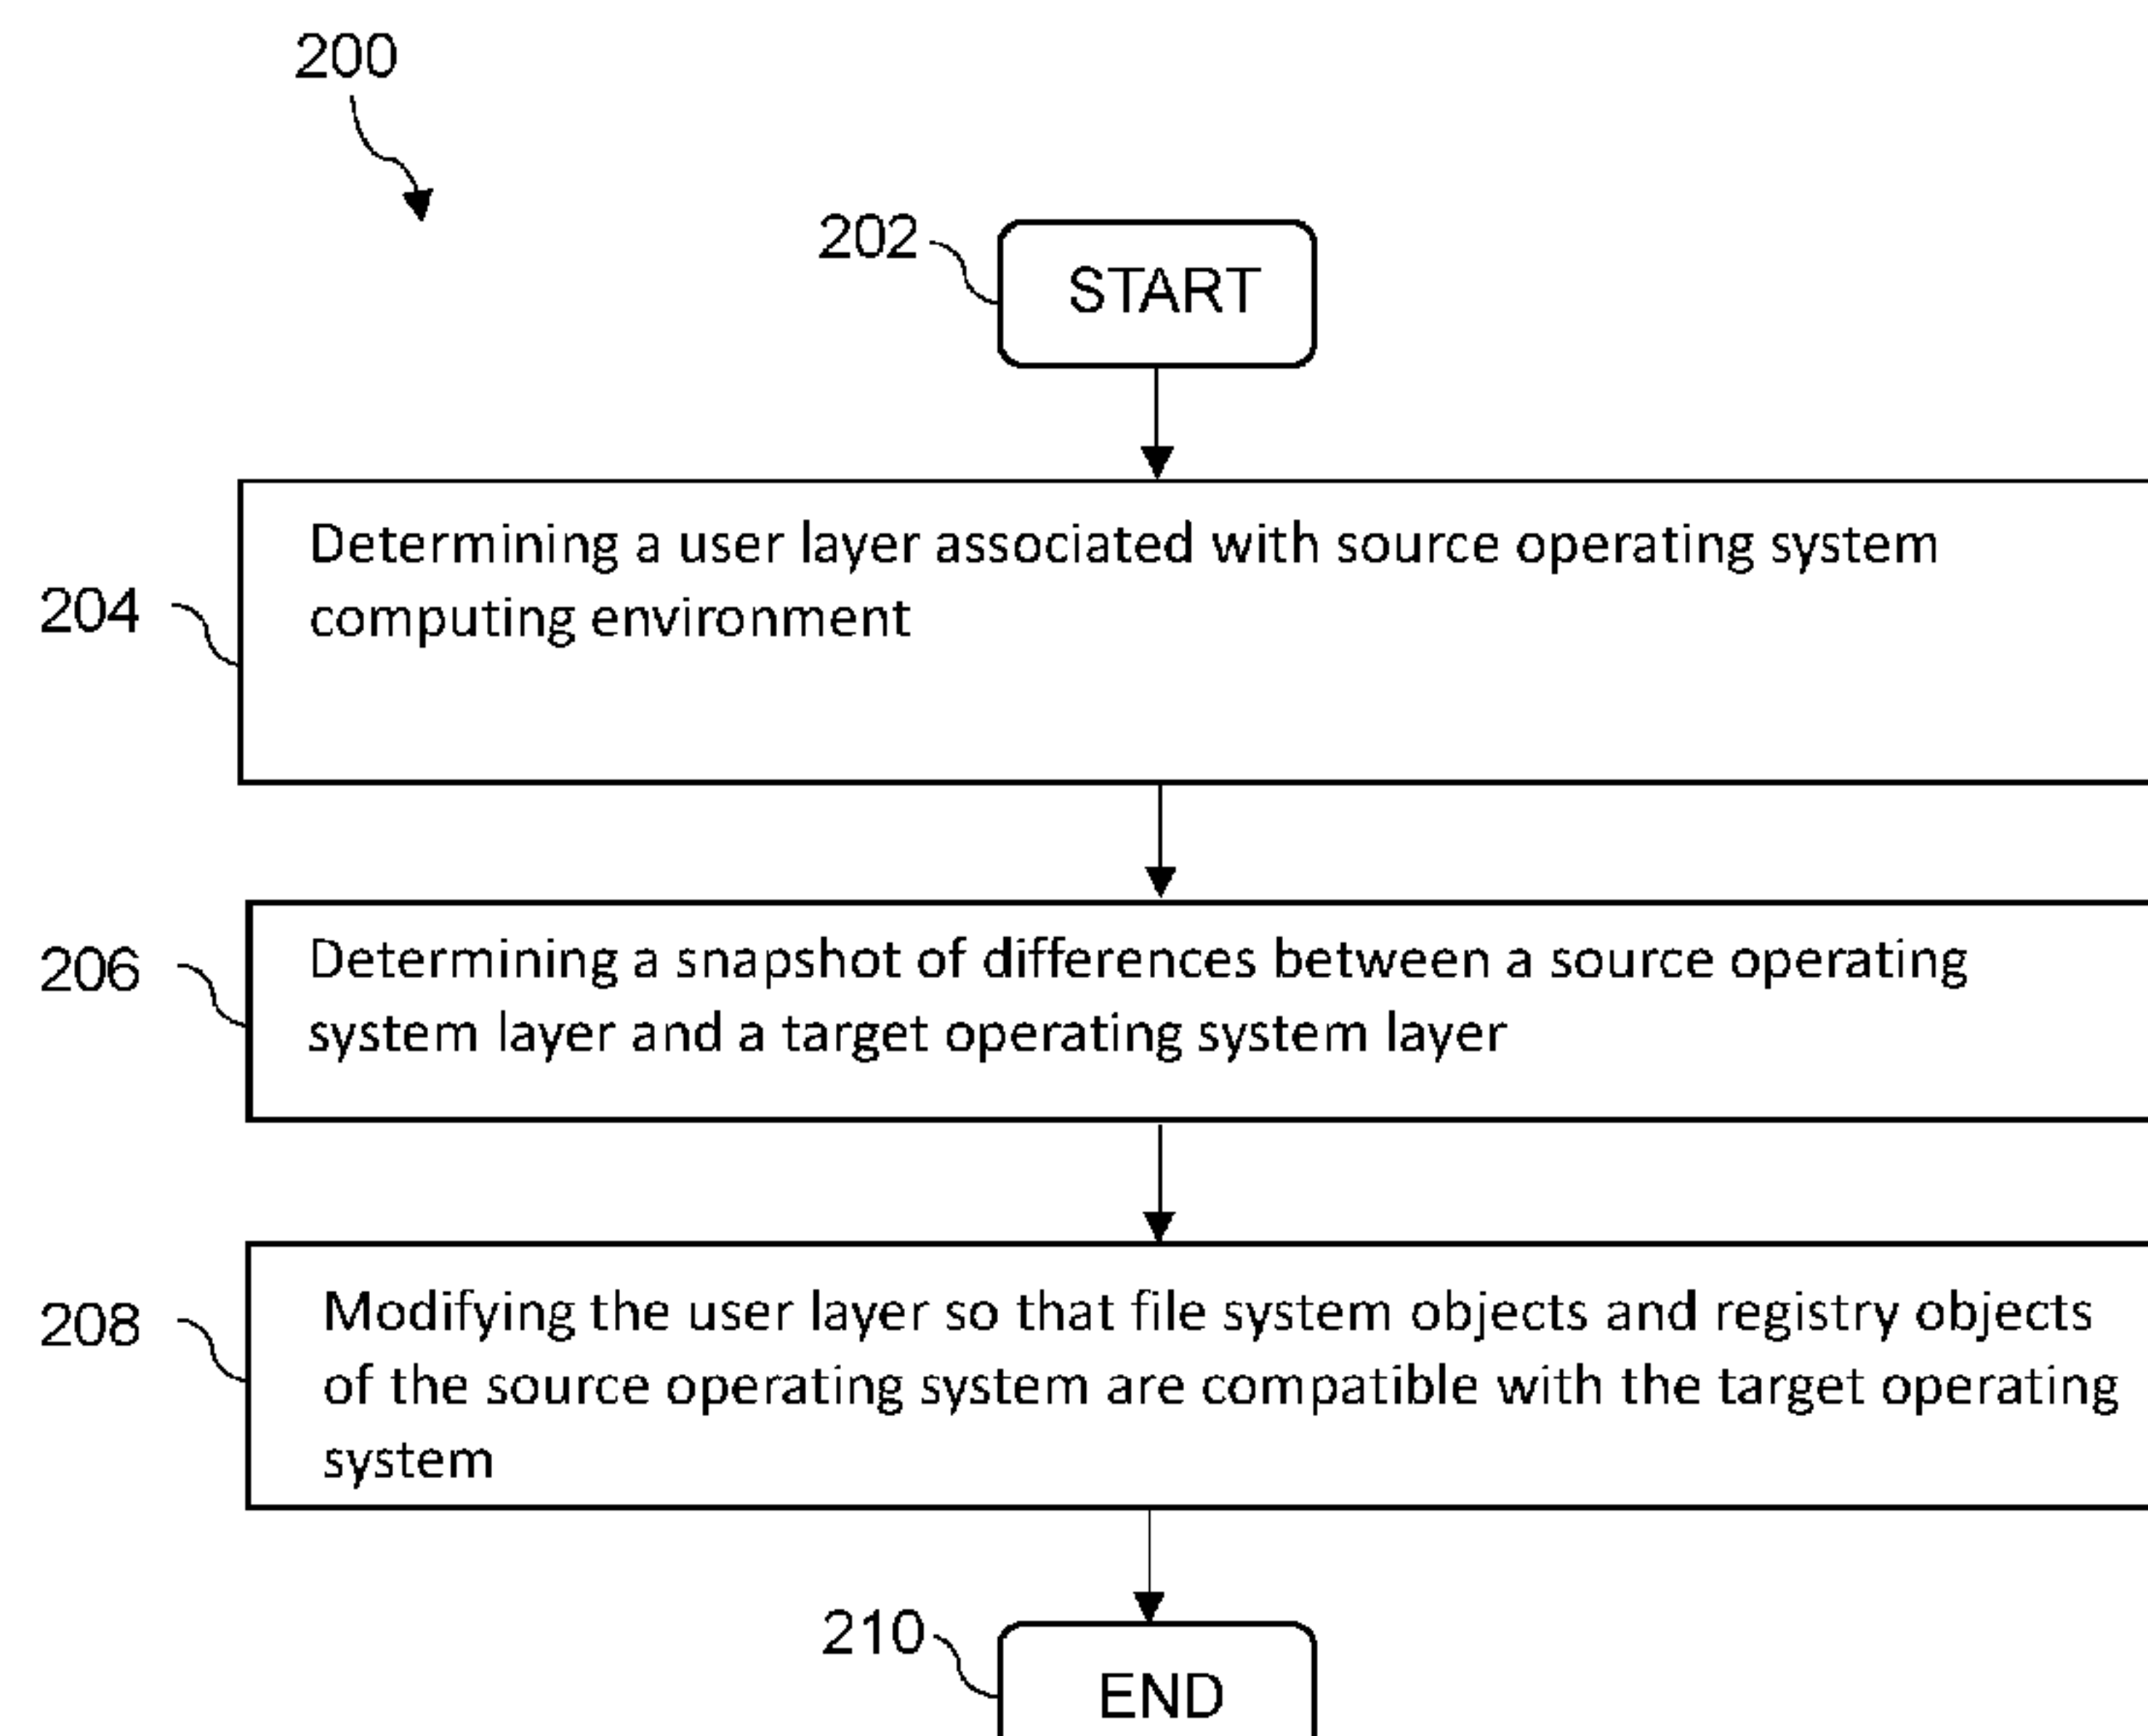 200
202
START
Determining a user layer associated with source operating system
computing environment
204
206
Determining a snapshot of differences between a source operating
system layer and a target operating system layer
208
Modifying the user layer so that file system objects and registry objects
of the source operating system are compatible with the target operating
system
210
END